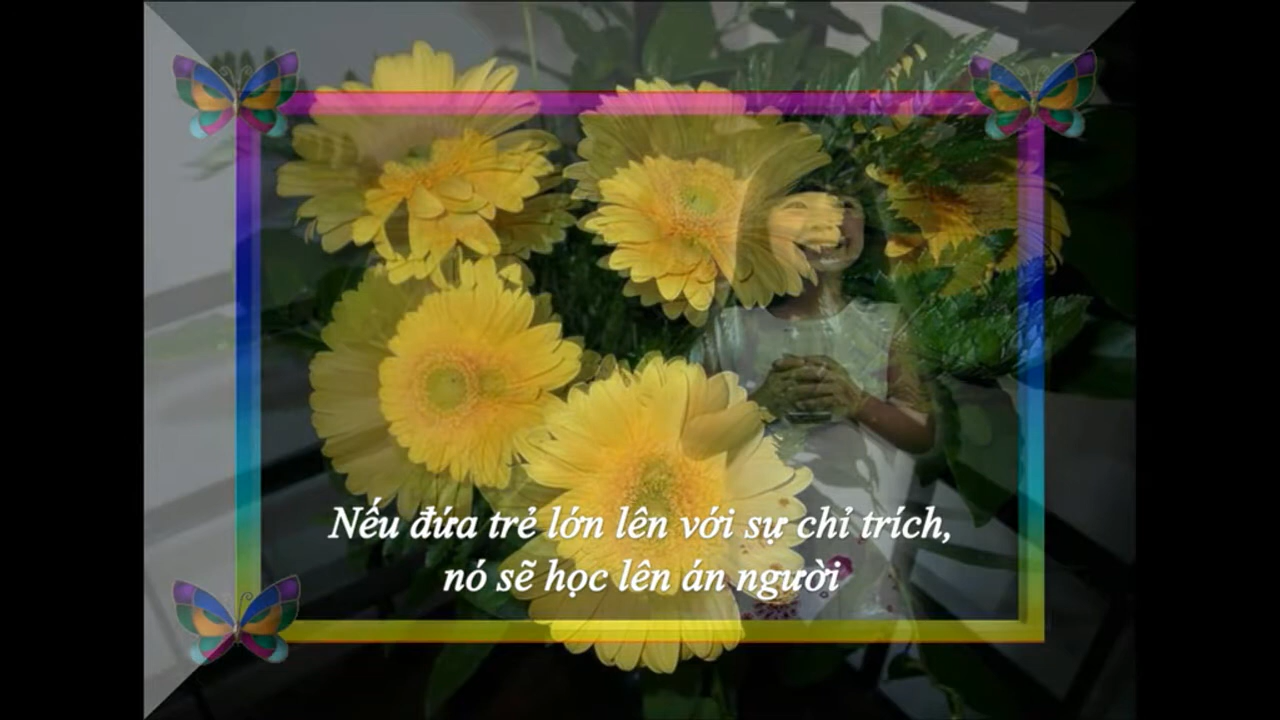 Nếu đứa trẻ lớn lên với sự chỉ trích,
nó sẽ học lên án người